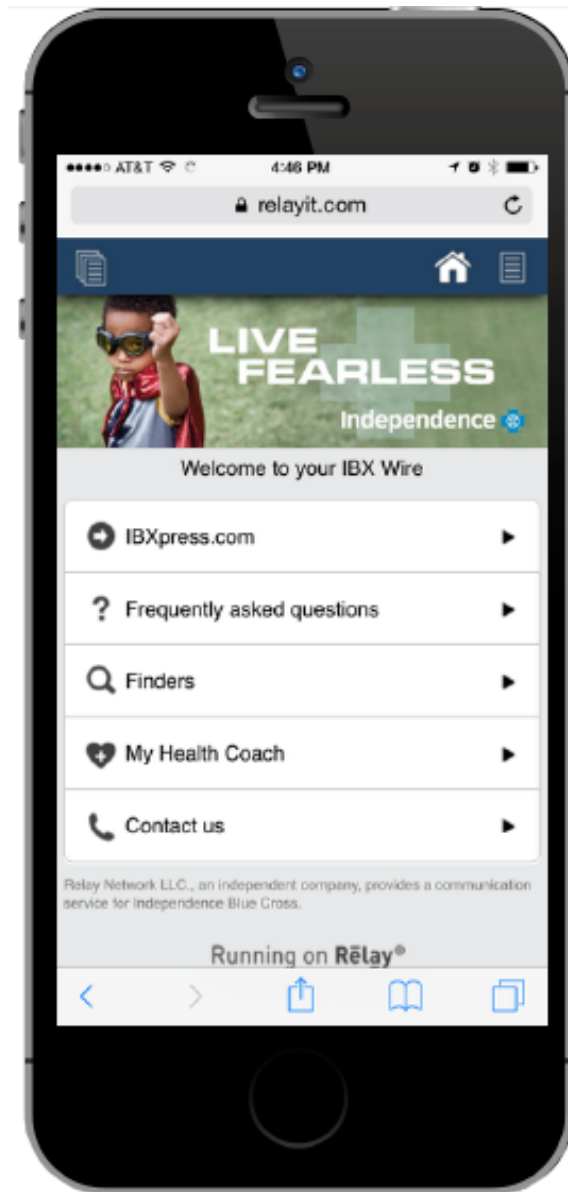 AT&T 4:46 PM
relayit.com
LIVE
FEARLESS
Independence
Welcome to your IBX Wire
IBXpress.com
? Frequently asked questions
Finders
My Health Coach
Contact us
Relay Network LLC., an independent company, provides a communication
service for Independence Blue Cross.
Running on Rēlay®